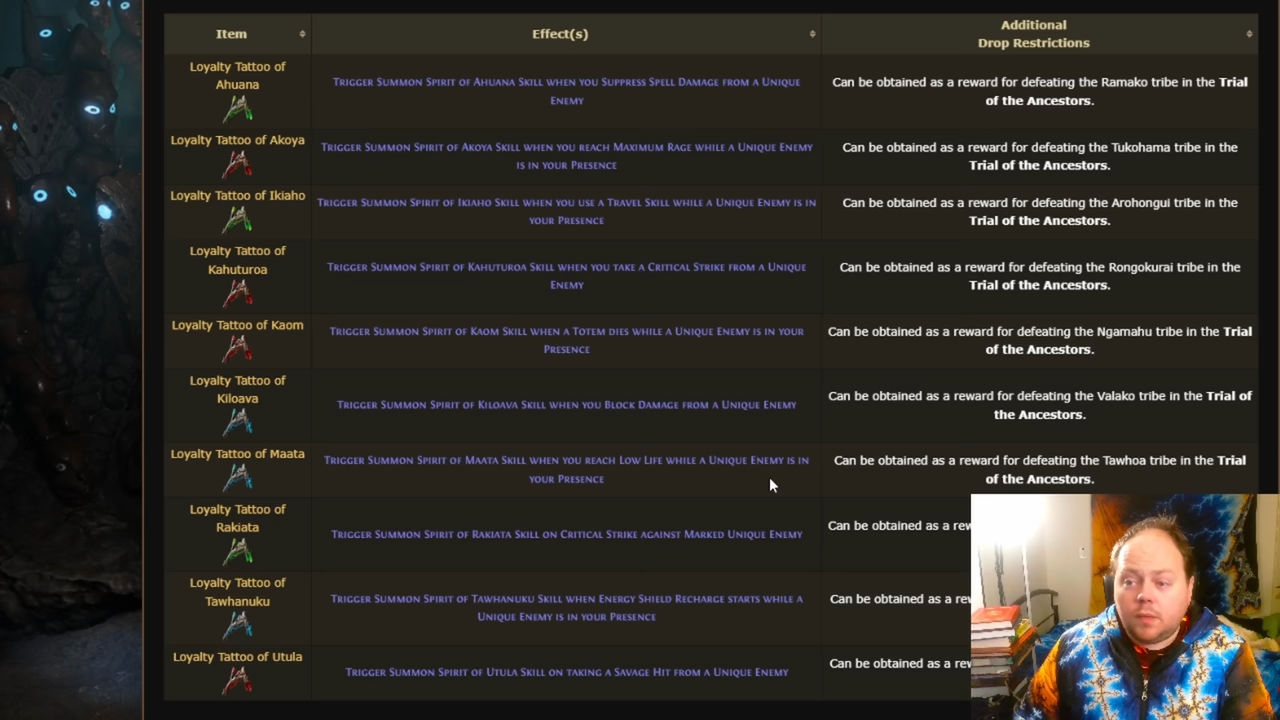 Item
Effect(s)
Additional
Drop Restrictions
Loyalty Tattoo of
Ahuana
Trigger Summon Spirit of Ahuana Skill when you Suppress Spell Damage from a Unique
Enemy
Can be obtained as a reward for defeating the Ramako tribe in the Trial
of the Ancestors.
Loyalty Tattoo of Akoya
Trigger Summon Spirit of Akoya Skill when you reach Maximum Rage while a Unique Enemy
is in your Presence
Can be obtained as a reward for defeating the Tukohama tribe in the
Trial of the Ancestors.
Loyalty Tattoo of Ikiaho
Trigger Summon Spirit of Ikiaho Skill when you use a Travel Skill while a Unique Enemy is in
your Presence
Can be obtained as a reward for defeating the Arohongui tribe in the
Trial of the Ancestors.
Loyalty Tattoo of
Kahuturoa
Trigger Summon Spirit of Kahuturoa Skill when you take a Critical Strike from a Unique
Enemy
Can be obtained as a reward for defeating the Rongokurai tribe in the
Trial of the Ancestors.
Loyalty Tattoo of Kaom
Trigger Summon Spirit of Kaom Skill when a Totem dies while a Unique Enemy is in your
Presence
Can be obtained as a reward for defeating the Ngamahu tribe in the Trial
of the Ancestors.
Loyalty Tattoo of
Kiloava
Trigger Summon Spirit of Kiloava Skill when you Block Damage from a Unique Enemy
Can be obtained as a reward for defeating the Valako tribe in the Trial of
the Ancestors.
Loyalty Tattoo of Maata
Trigger Summon Spirit of Maata Skill when you reach Low Life while a Unique Enemy is in
your Presence
Can be obtained as a reward for defeating the Tawhoa tribe in the Trial
of the Ancestors.
Loyalty Tattoo of
Rakiata
Trigger Summon Spirit of Rakiata Skill on Critical Strike against Marked Unique Enemy
Can be obtained as a rew
Loyalty Tattoo of
Tawhanuku
Trigger Summon Spirit of Tawhanuku Skill when Energy Shield Recharge starts while a
Unique Enemy is in your Presence
Can be obtained as a rew
Loyalty Tattoo of Utula
Trigger Summon Spirit of Utula Skill on taking a Savage Hit from a Unique Enemy
Can be obtained as a rew